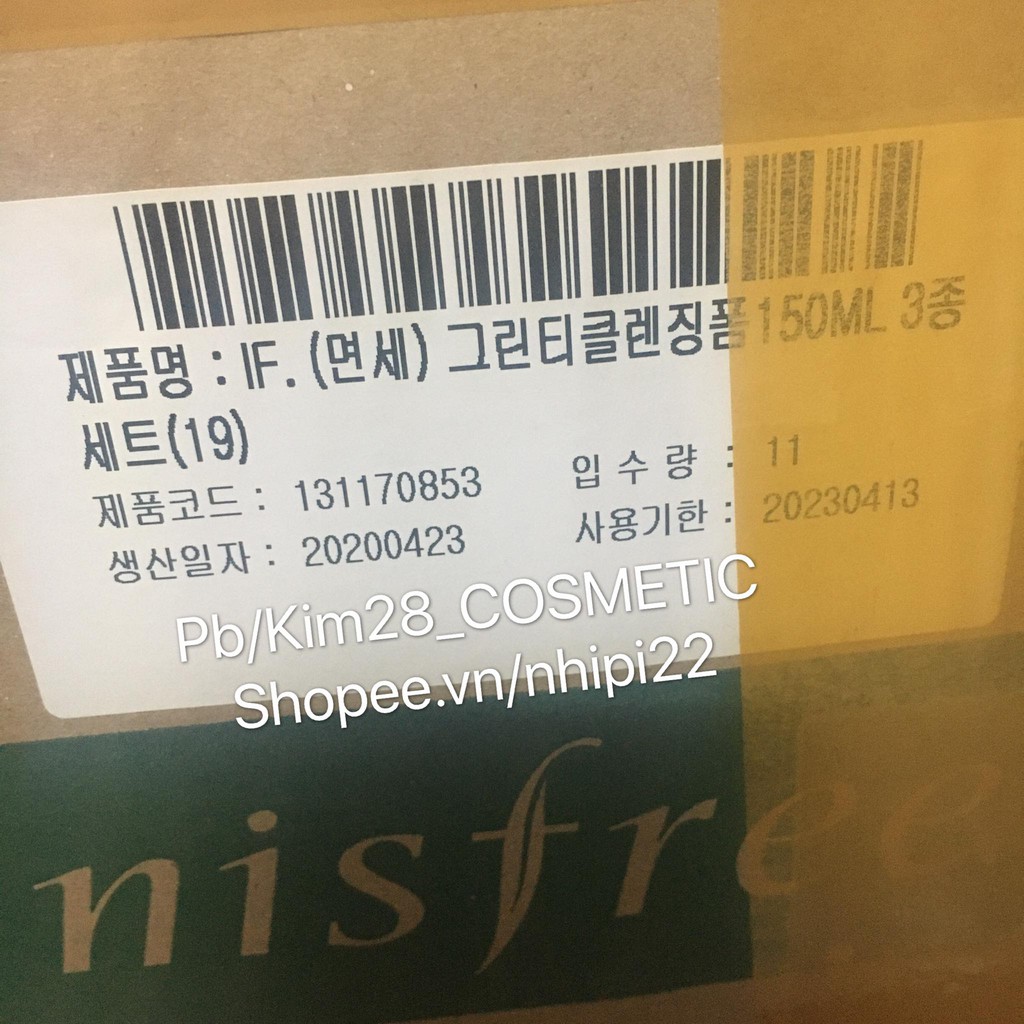 제품명 : IF. (면세) 그린티클렌징폼150ML 3종
세트(19)
제품코드 : 131170853 입 수 량 : 11
생산일자 : 20200423 사용기한 : 20230413
Pb/Kim28_COSMETIC
Shopee.vn/nhipi22
nisfree